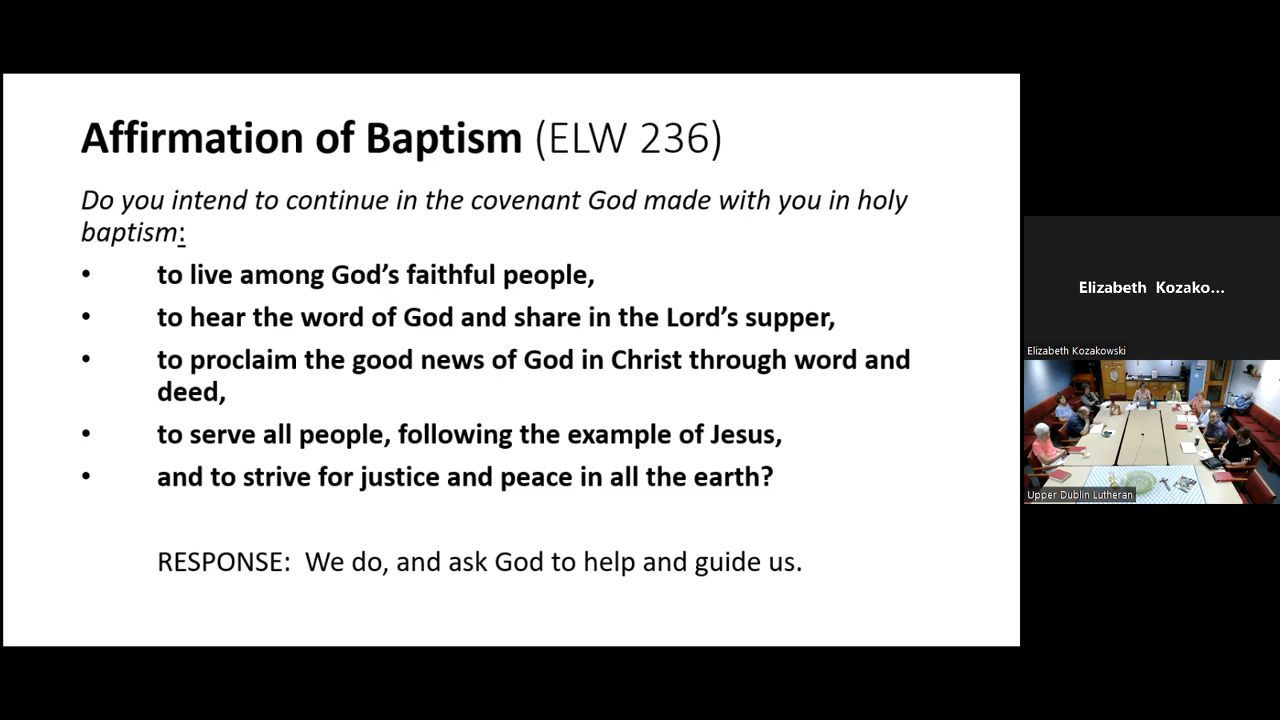 Affirmation of Baptism (ELW 236)
Do you intend to continue in the covenant God made with you in holy
baptism:
• to live among God's faithful people,
• to hear the word of God and share in the Lord's supper,
• to proclaim the good news of God in Christ through word and
deed,
• to serve all people, following the example of Jesus,
• and to strive for justice and peace in all the earth?
RESPONSE: We do, and ask God to help and guide us.
Elizabeth Kozako...
Elizabeth Kozakowski
Upper Dublin Lutheran